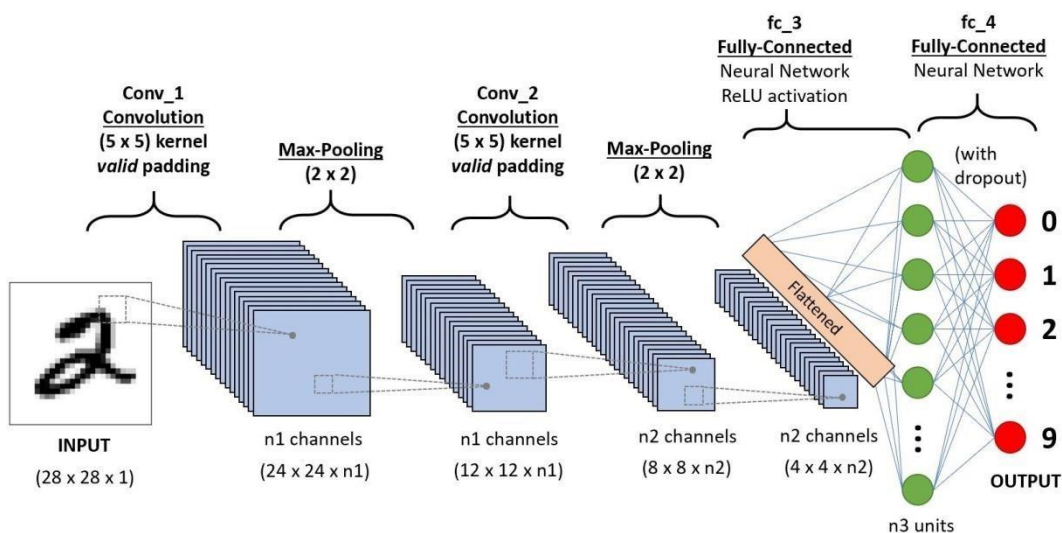 fc_3
Fully-Connected
Neural Network
ReLU activation
fc_4
Fully-Connected
Neural Network
Conv_1
Convolution
(5 x 5) kernel
valid padding
Max-Pooling
(2 x 2)
Conv_2
Convolution
(5 x 5) kernel
valid padding
Max-Pooling
(2 x 2)
(with
dropout)
Flattened
0
1
2
9
INPUT
(28 x 28 x 1)
n1 channels
(24 x 24 x n1)
n1 channels
(12 x 12 x n1)
n2 channels
(8 x 8 x n2)
n2 channels
(4 x 4 x n2)
n3 units
OUTPUT